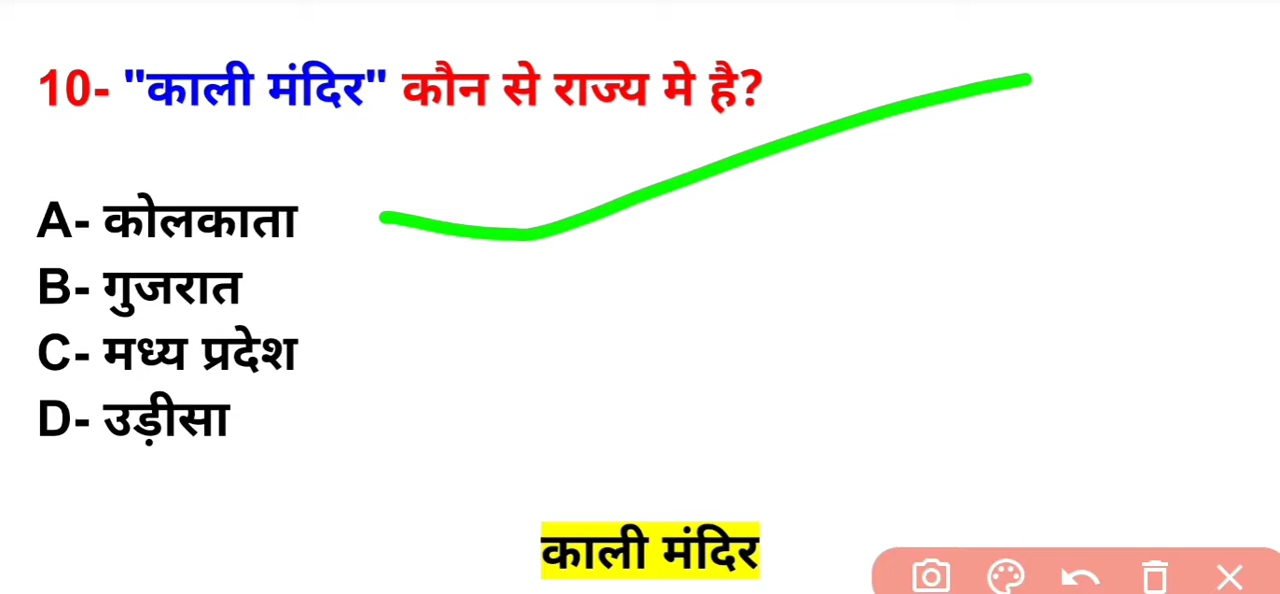 10- "काली मंदिर" कौन से राज्य मे है?
A- कोलकाता
B- गुजरात
C- मध्य प्रदेश
D- उड़ीसा
काली मंदिर